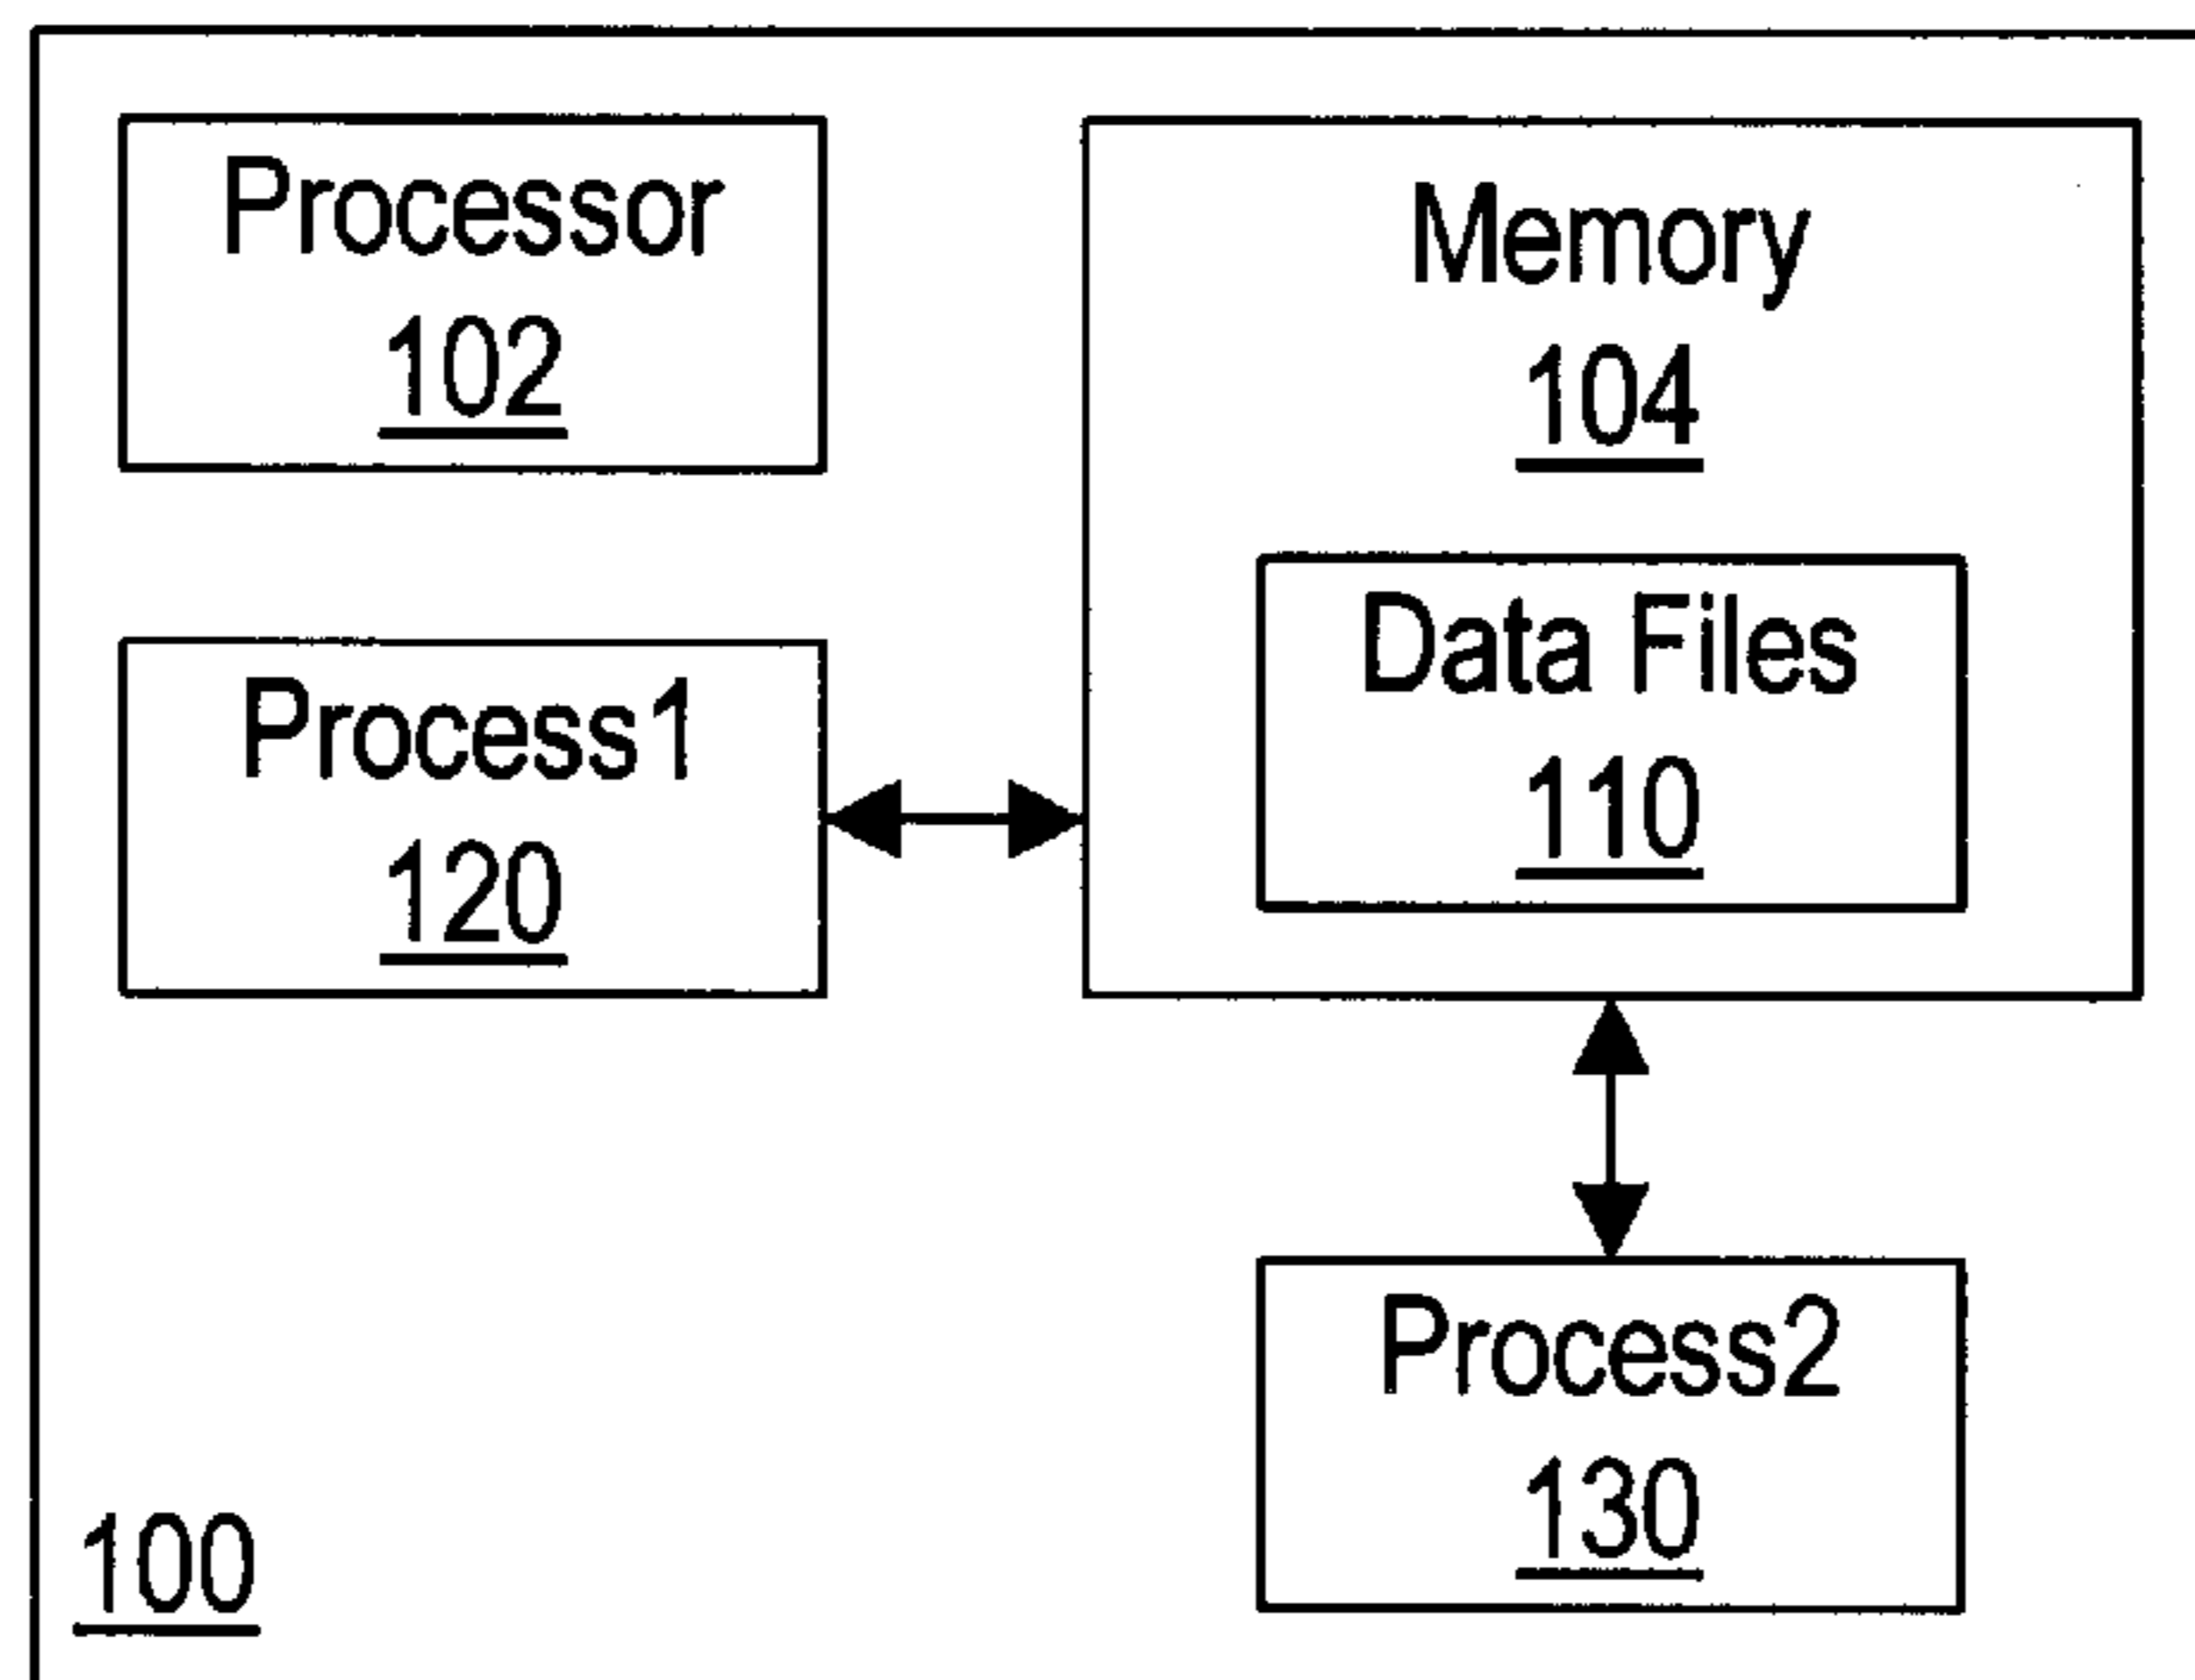 Processor
102
Memory
104
Data Files
110
Process1
120
Process2
130
100